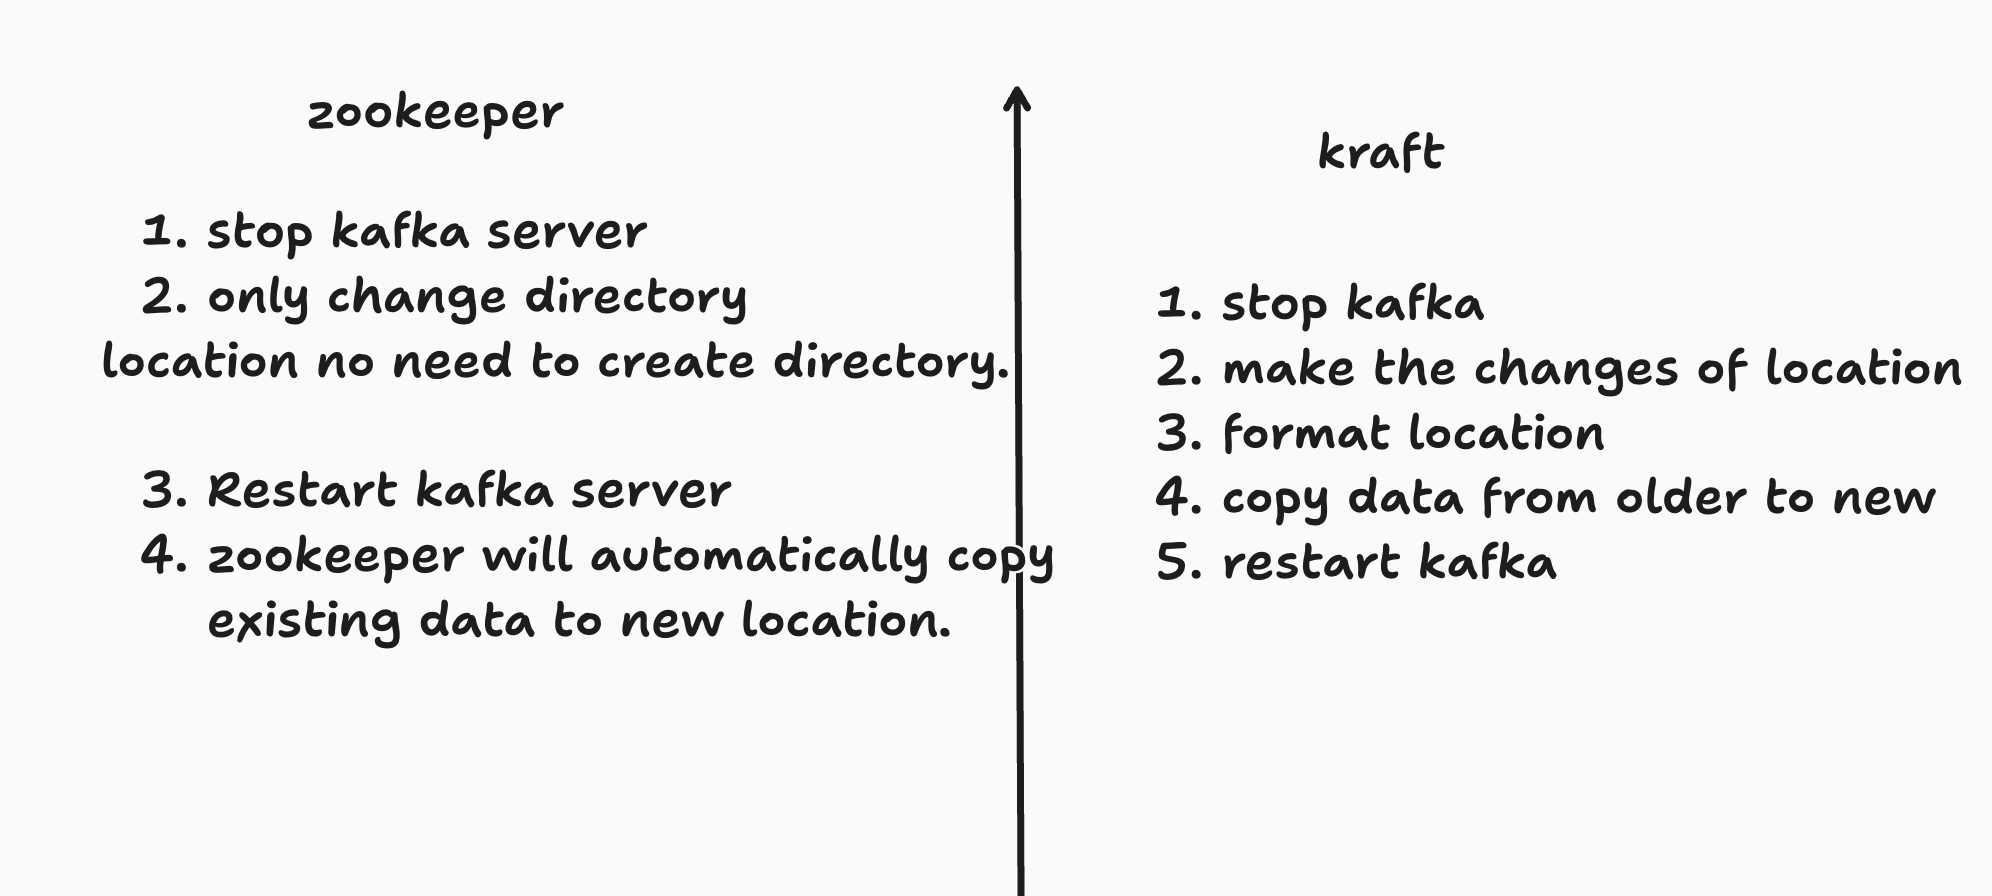 zookeeper
1. stop kafka server
2. only change directory
location no need to create directory.
3. Restart kafka server
4. zookeeper will automatically copy
existing data to new location.
kraft
1. stop kafka
2. make the changes of location
3. format location
4. copy data from older to new
5. restart kafka